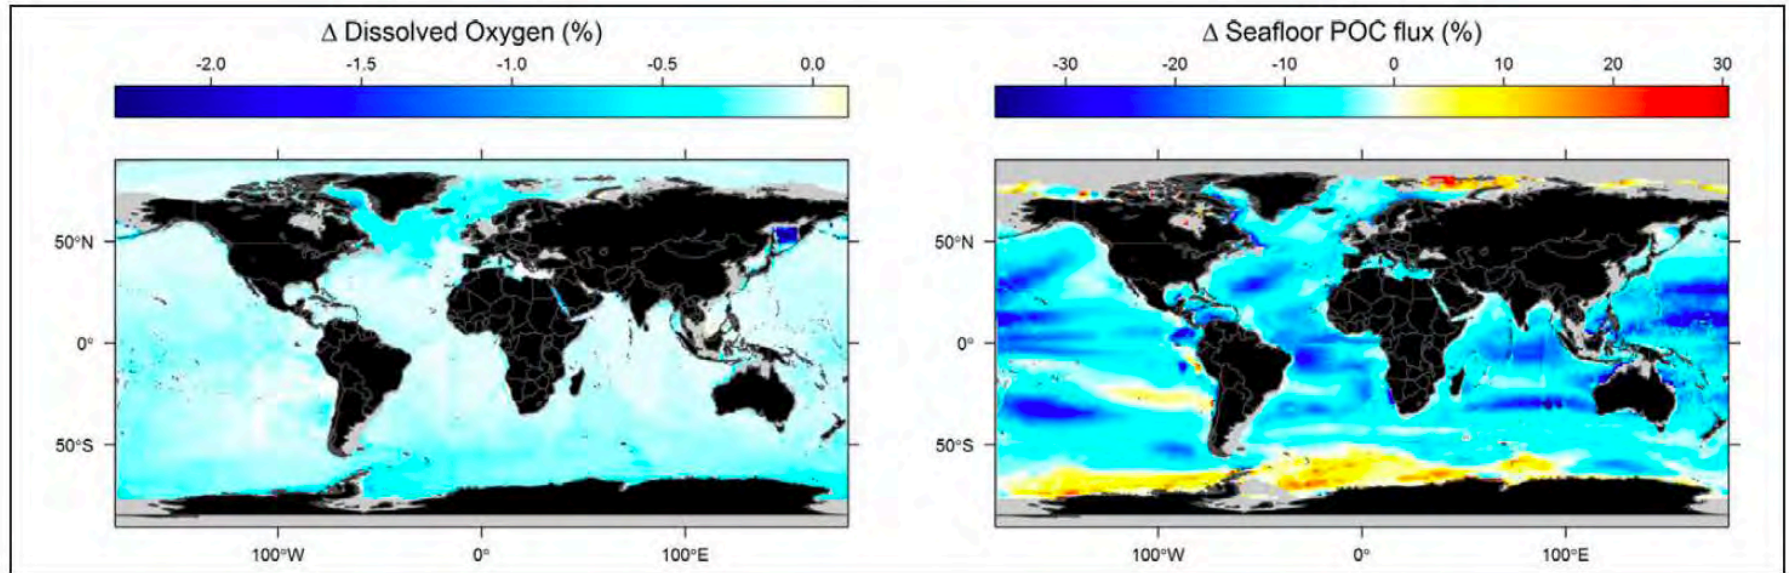 Δ Dissolved Oxygen (%)
-2.0 -1.5 -1.0 -0.5 0.0
50°N
0°
50°S
100°W 0° 100°E
Δ Seafloor POC flux (%)
-30 -20 -10 0 10 20 30
50°N
0°
50°S
100°W 0° 100°E